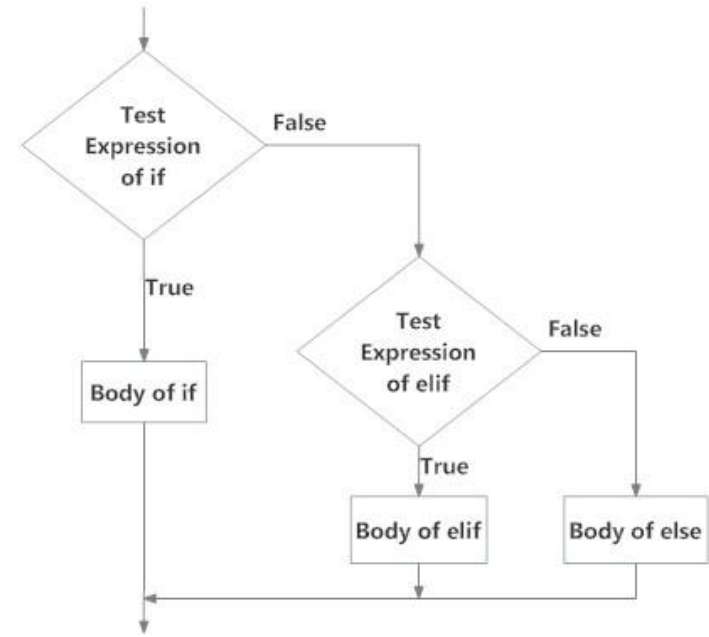 Test
Expression
of if
False
True
Test
Expression
of elif
False
Body of if
True
Body of elif
Body of else